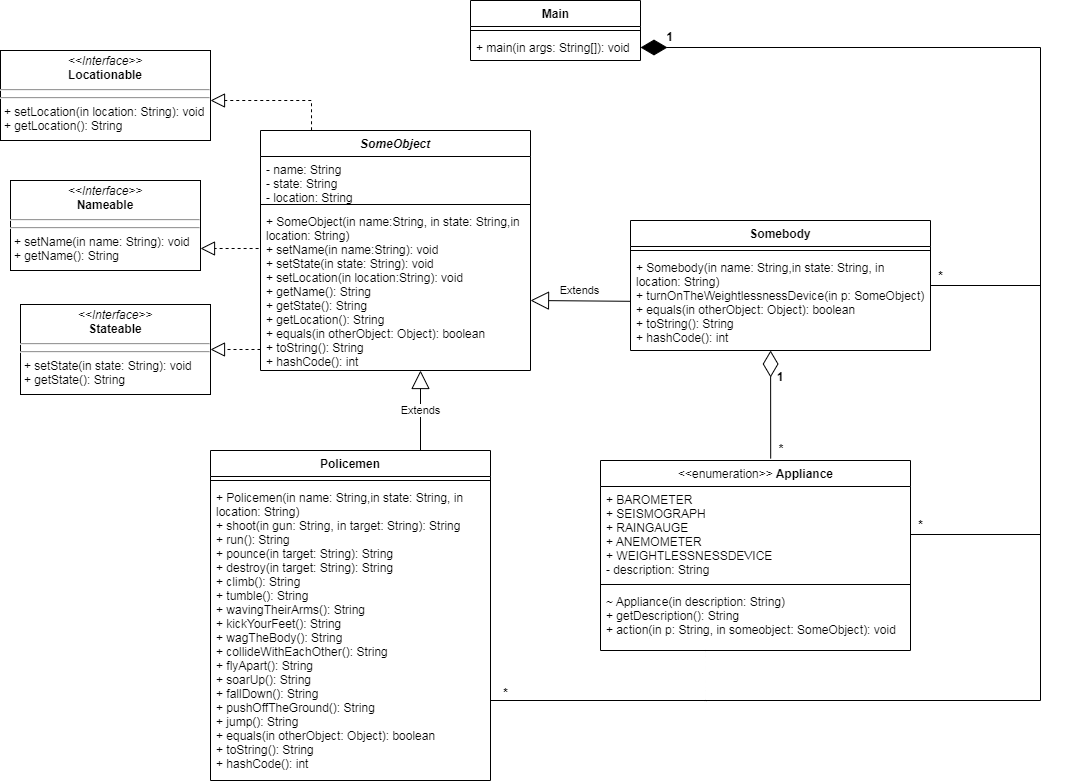 Main
+ main(in args: String[]): void
1
<<Interface>>
Locationable
+ setLocation(in location: String): void
+ getLocation(): String
SomeObject
- name: String
- state: String
- location: String
+ SomeObject(in name:String, in state: String,in
location: String)
+ setName(in name:String): void
+ setState(in state: String): void
+ setLocation(in location:String): void
+ getName(): String
+ getState(): String
+ getLocation(): String
+ equals(in otherObject: Object): boolean
+ toString(): String
+ hashCode(): int
<<Interface>>
Nameable
+ setName(in name: String): void
+ getName(): String
<<Interface>>
Stateable
+ setState(in state: String): void
+ getState(): String
Extends
Somebody
+ Somebody(in name: String,in state: String, in
location: String)
+ turnOnTheWeightlessnessDevice(in p: SomeObject)
+ equals(in otherObject: Object): boolean
+ toString(): String
+ hashCode(): int
*
1
*
Extends
Policemen
+ Policemen(in name: String,in state: String, in
location: String)
+ shoot(in gun: String, in target: String): String
+ run(): String
+ pounce(in target: String): String
+ destroy(in target: String): String
+ climb(): String
+ tumble(): String
+ wavingTheirArms(): String
+ kickYourFeet(): String
+ wagTheBody(): String
+ collideWithEachOther(): String
+ flyApart(): String
+ soarUp(): String
+ fallDown(): String
+ pushOffTheGround(): String
+ jump(): String
+ equals(in otherObject: Object): boolean
+ toString(): String
+ hashCode(): int
*
<<enumeration>> Appliance
+ BAROMETER
+ SEISMOGRAPH
+ RAINGAUGE
+ ANEMOMETER
+ WEIGHTLESSNESSDEVICE
- description: String
~ Appliance(in description: String)
+ getDescription(): String
+ action(in p: String, in someobject: SomeObject): void
*